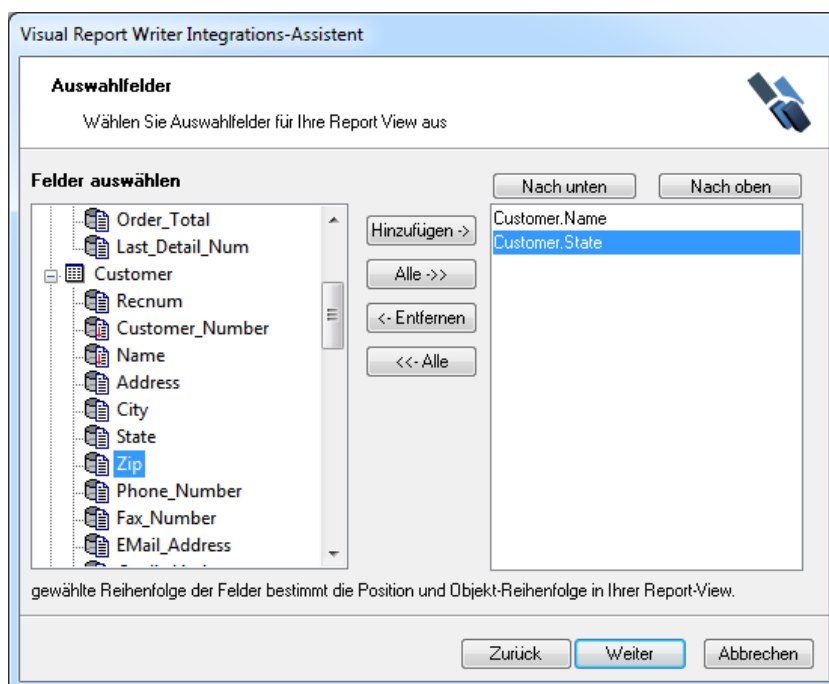 Visual Report Writer Integrations-Assistent
Auswahlfelder
Wählen Sie Auswahlfelder für Ihre Report View aus
Felder auswählen
Nach unten
Nach oben
Order_Total
Last_Detail_Num
Customer
Recnum
Customer_Number
Name
Address
City
State
Zip
Phone_Number
Fax_Number
EMail_Address
Hinzufügen ->
Alle ->>
<- Entfernen
<<- Alle
Customer.Name
Customer.State
gewählte Reihenfolge der Felder bestimmt die Position und Objekt-Reihenfolge in Ihrer Report-View.
Zurück
Weiter
Abbrechen